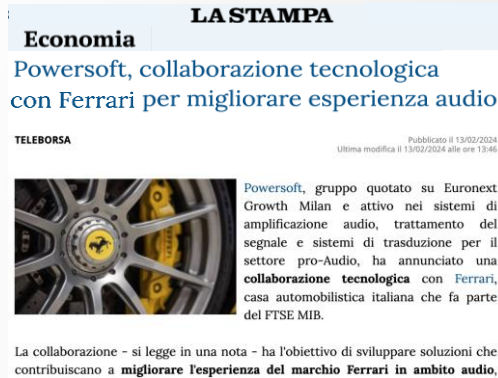 LA STAMPA
Economia
Powersoft, collaborazione tecnologica
con Ferrari per migliorare esperienza audio
TELEBORSA
Pubblicato il 13/02/2024
Ultima modifica il 13/02/2024 alle ore 13:46
Powersoft, gruppo quotato su Euronext
Growth Milan e attivo nei sistemi di
amplificazione audio, trattamento del
segnale e sistemi di trasduzione per il
settore pro-Audio, ha annunciato una
collaborazione tecnologica con Ferrari,
casa automobilistica italiana che fa parte
del FTSE MIB.
La collaborazione - si legge in una nota - ha l'obiettivo di sviluppare soluzioni che
contribuiscano a migliorare l'esperienza del marchio Ferrari in ambito audio,